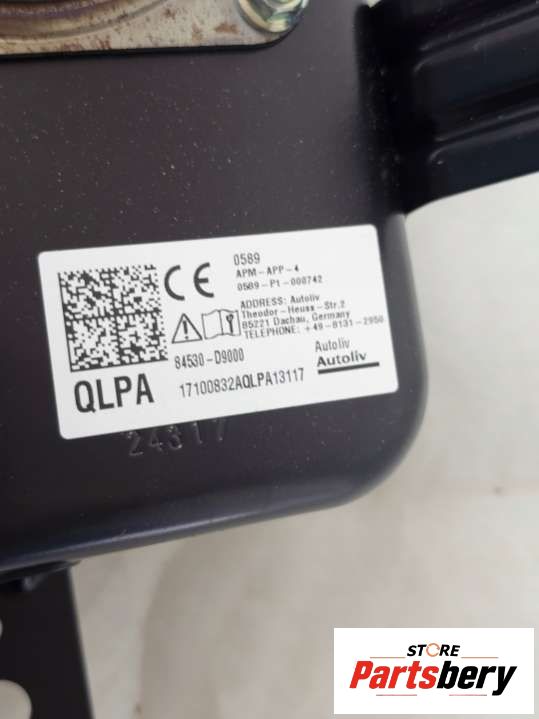 0589
APM-APP-4
0589-P1-000742
ADDRESS: Autoliv
Theodor-Heuss-Str.2
85221 Dachau, Germany
TELEPHONE: +49-8131-2950
84530-D9000
Autoliv
Autoliv
QLPA
17100832AQLPA13117
24317
STORE
Partsbery